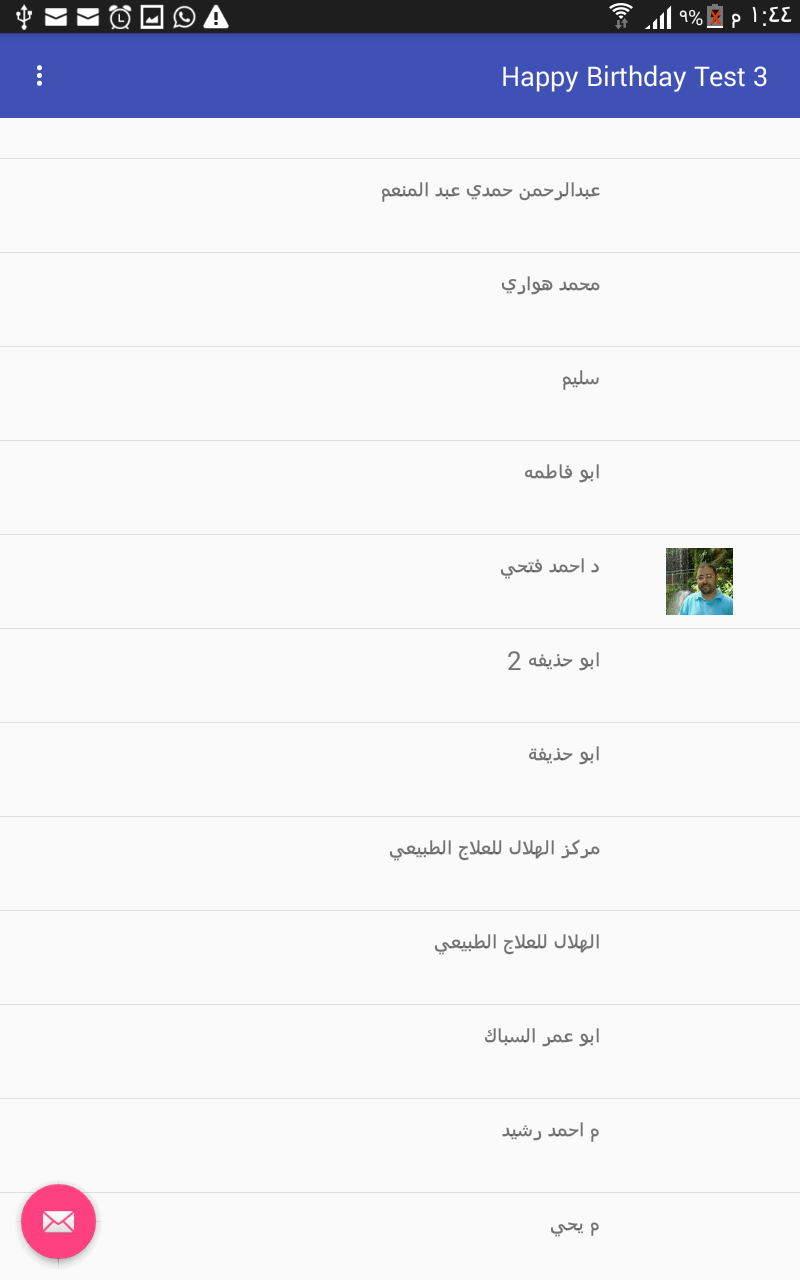 ٩% م ١:٤٤
Happy Birthday Test 3
عبدالرحمن حمدي عبد المنعم
محمد هواري
سليم
ابو فاطمه
د احمد فتحي
ابو حذيفه 2
ابو حذيفة
مركز الهلال للعلاج الطبيعي
الهلال للعلاج الطبيعي
ابو عمر السباك
م احمد رشيد
م يحي